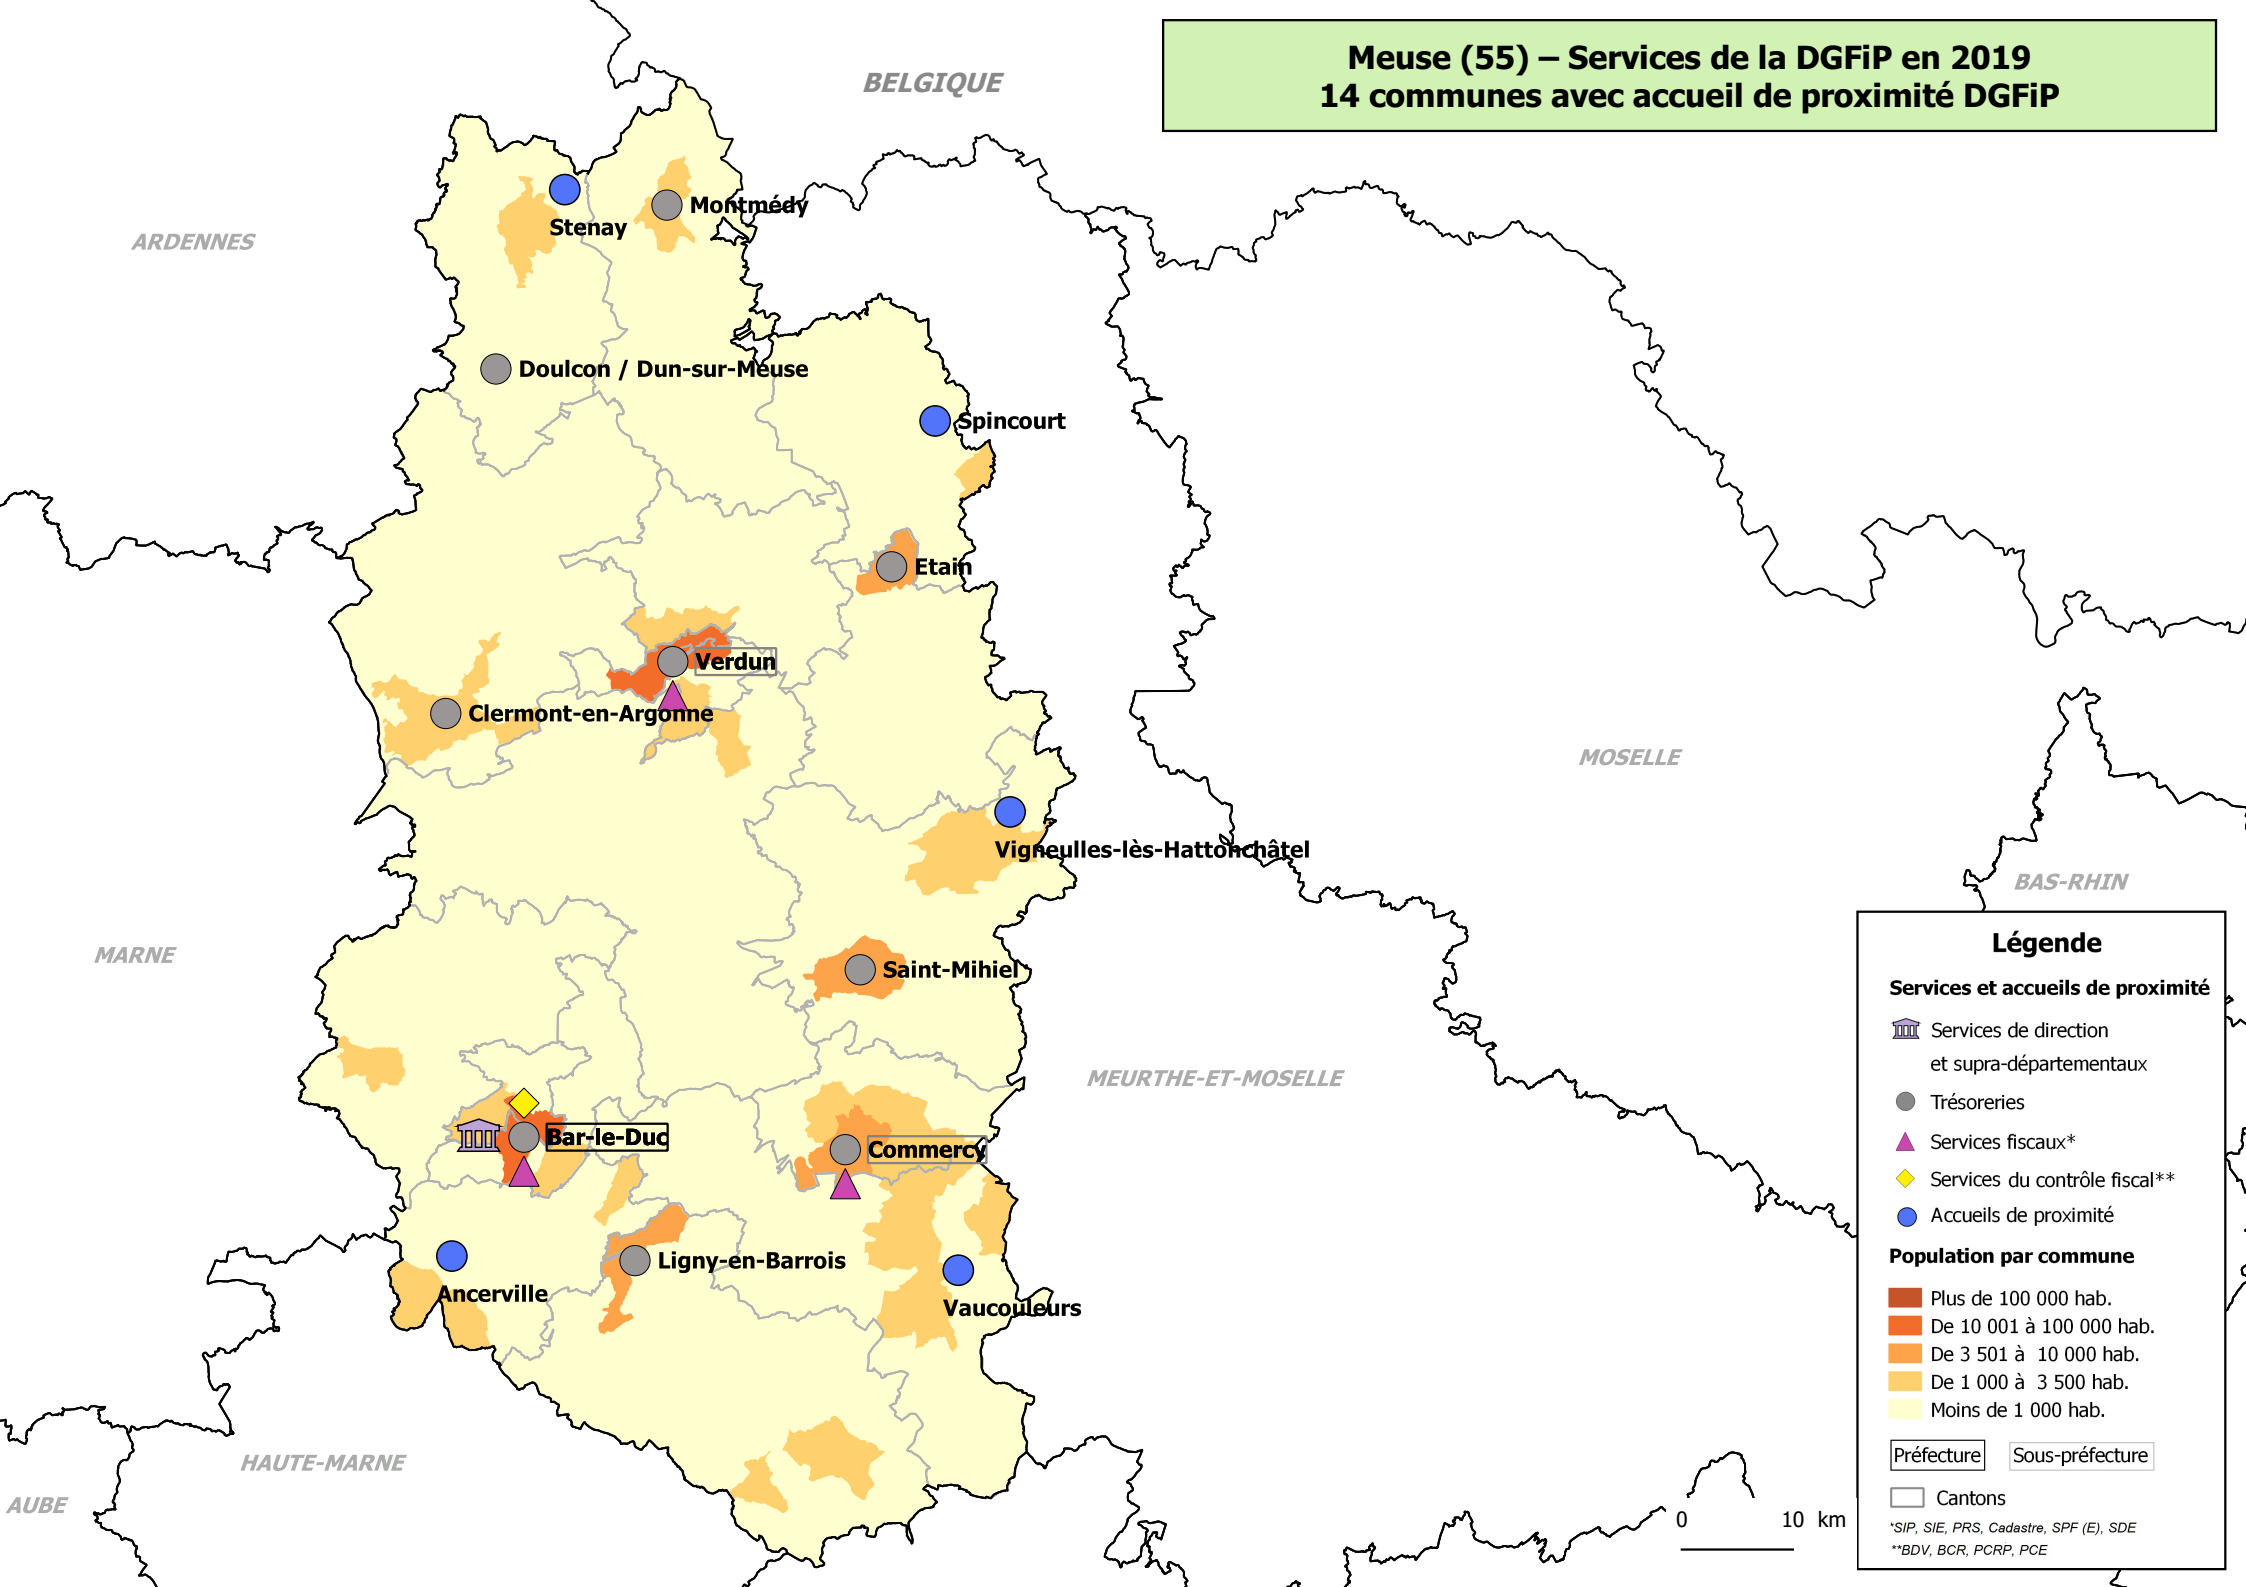 Meuse (55) – Services de la DGFiP en 2019
14 communes avec accueil de proximité DGFiP
BELGIQUE
ARDENNES
Stenay
Montmédy
Doulcon / Dun-sur-Meuse
Spincourt
Etain
Verdun
Clermont-en-Argonne
MOSELLE
Vigneulles-lès-Hattonchâtel
BAS-RHIN
MARNE
Saint-Mihiel
MEURTHE-ET-MOSELLE
Bar-le-Duc
Commercy
Ligny-en-Barrois
Ancerville
Vaucouleurs
HAUTE-MARNE
AUBE
0 10 km
Légende
Services et accueils de proximité
Services de direction
et supra-départementaux
Trésoreries
Services fiscaux*
Services du contrôle fiscal**
Accueils de proximité
Population par commune
Plus de 100 000 hab.
De 10 001 à 100 000 hab.
De 3 501 à 10 000 hab.
De 1 000 à 3 500 hab.
Moins de 1 000 hab.
Préfecture Sous-préfecture
Cantons
*SIP, SIE, PRS, Cadastre, SPF (E), SDE
**BDV, BCR, PCRP, PCE